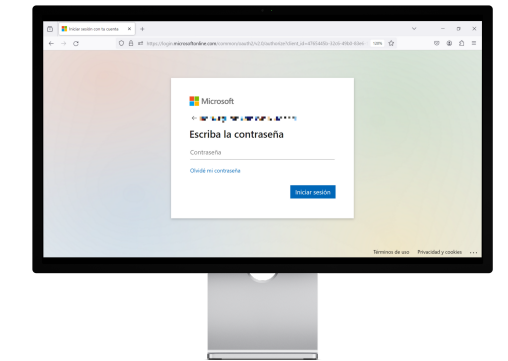 Iniciar sesión con tu cuenta
Microsoft
Escriba la contraseña
Contraseña
Olvidé mi contraseña
Iniciar sesión
Términos de uso Privacidad y cookies